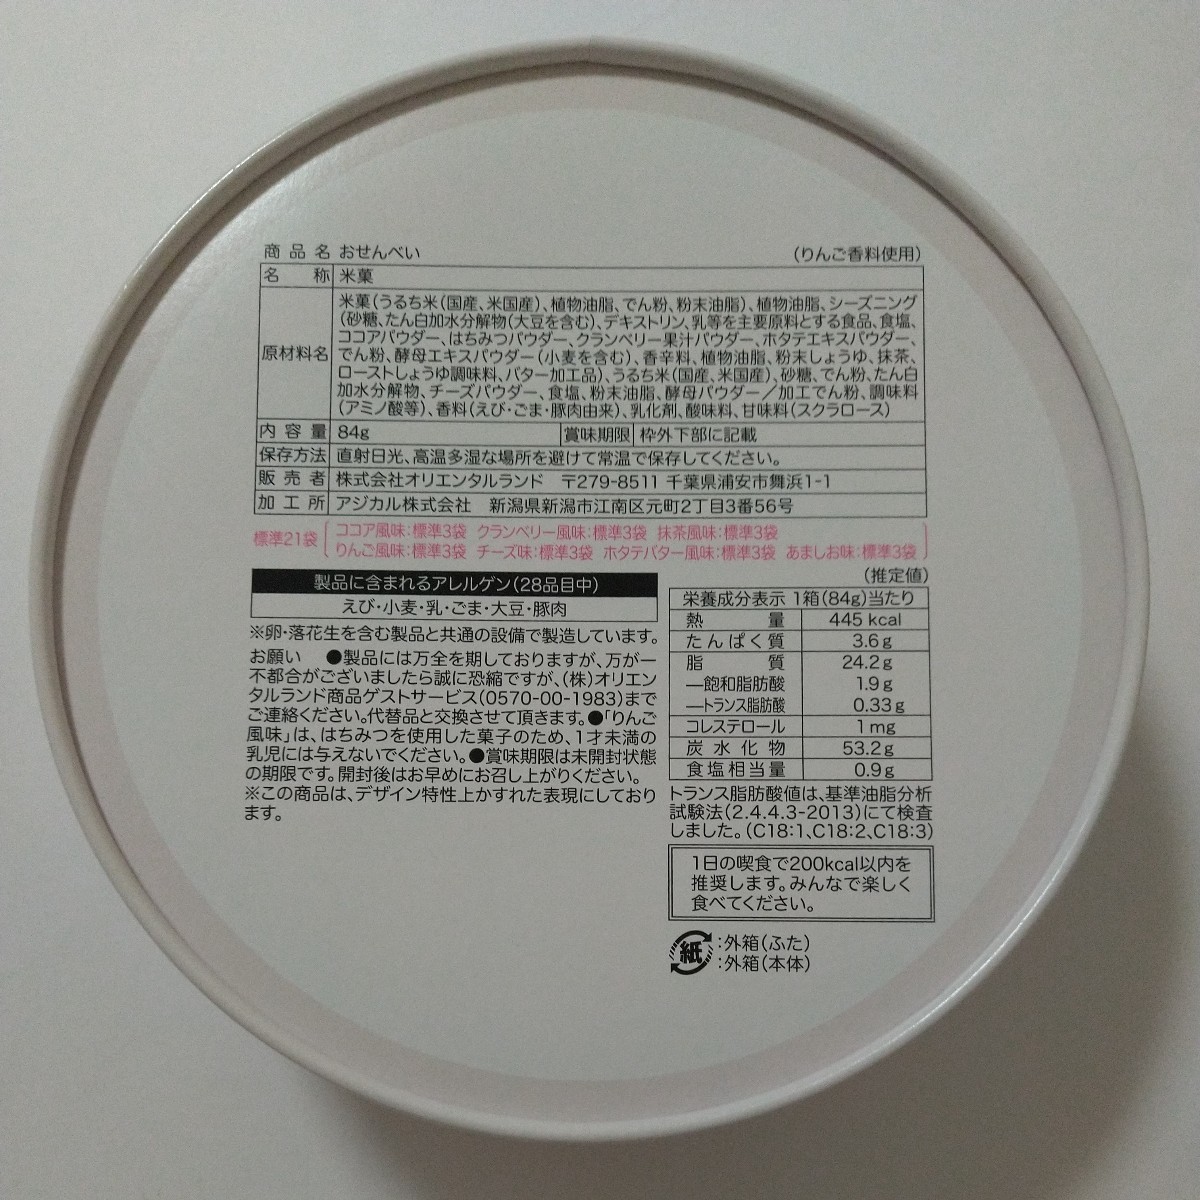 商品名 おせんべい (りんご香料使用)
名称 米菓
原材料名 米菓(うるち米(国産、米国産)、植物油脂、でん粉、粉末油脂)、植物油脂、シーズニング
(砂糖、たん白加水分解物(大豆を含む)、デキストリン、乳等を主要原料とする食品、食塩、
ココアパウダー、はちみつパウダー、クランベリー果汁パウダー、ホタテエキスパウダー、
でん粉、酵母エキスパウダー(小麦を含む)、香辛料、植物油脂、粉末しょうゆ、抹茶、
ローストしょうゆ調味料、バター加工品)、うるち米(国産、米国産)、砂糖、でん粉、たん白
加水分解物、チーズパウダー、食塩、粉末油脂、酵母パウダー/加工でん粉、調味料
(アミノ酸等)、香料(えび・ごま・豚肉由来)、乳化剤、酸味料、甘味料(スクラロース)
内容量 84g 賞味期限 枠外下部に記載
保存方法 直射日光、高温多湿な場所を避けて常温で保存してください。
販売者 株式会社オリエンタルランド 〒279-8511 千葉県浦安市舞浜1-1
加工所 アジカル株式会社 新潟県新潟市江南区元町2丁目3番56号
標準21袋 ココア風味:標準3袋 クランベリー風味:標準3袋 抹茶風味:標準3袋
りんご風味:標準3袋 チーズ味:標準3袋 ホタテバター風味:標準3袋 あましお味:標準3袋
製品に含まれるアレルゲン(28品目中)
えび・小麦・乳・ごま・大豆・豚肉
※卵・落花生を含む製品と共通の設備で製造しています。
お願い ●製品には万全を期しておりますが、万が一
不都合がございましたら誠に恐縮ですが、(株)オリエン
タルランド商品ゲストサービス(0570-00-1983)まで
ご連絡ください。代替品と交換させて頂きます。●「りんご
風味」は、はちみつを使用した菓子のため、1才未満の
乳児には与えないでください。●賞味期限は未開封状態
の期限です。開封後はお早めにお召し上がりください。
※この商品は、デザイン特性上かすれた表現にしており
ます。
(推定値)
栄養成分表示 1箱(84g)当たり
熱量 445 kcal
たんぱく質 3.6g
脂質 24.2g
―飽和脂肪酸 1.9g
―トランス脂肪酸 0.33g
コレステロール 1mg
炭水化物 53.2g
食塩相当量 0.9g
トランス脂肪酸値は、基準油脂分析
試験法(2.4.4.3-2013)にて検査
しました。(C18:1、C18:2、C18:3)
1日の喫食で200kcal以内を
推奨します。みんなで楽しく
食べてください。
紙 :外箱(ふた)
:外箱(本体)